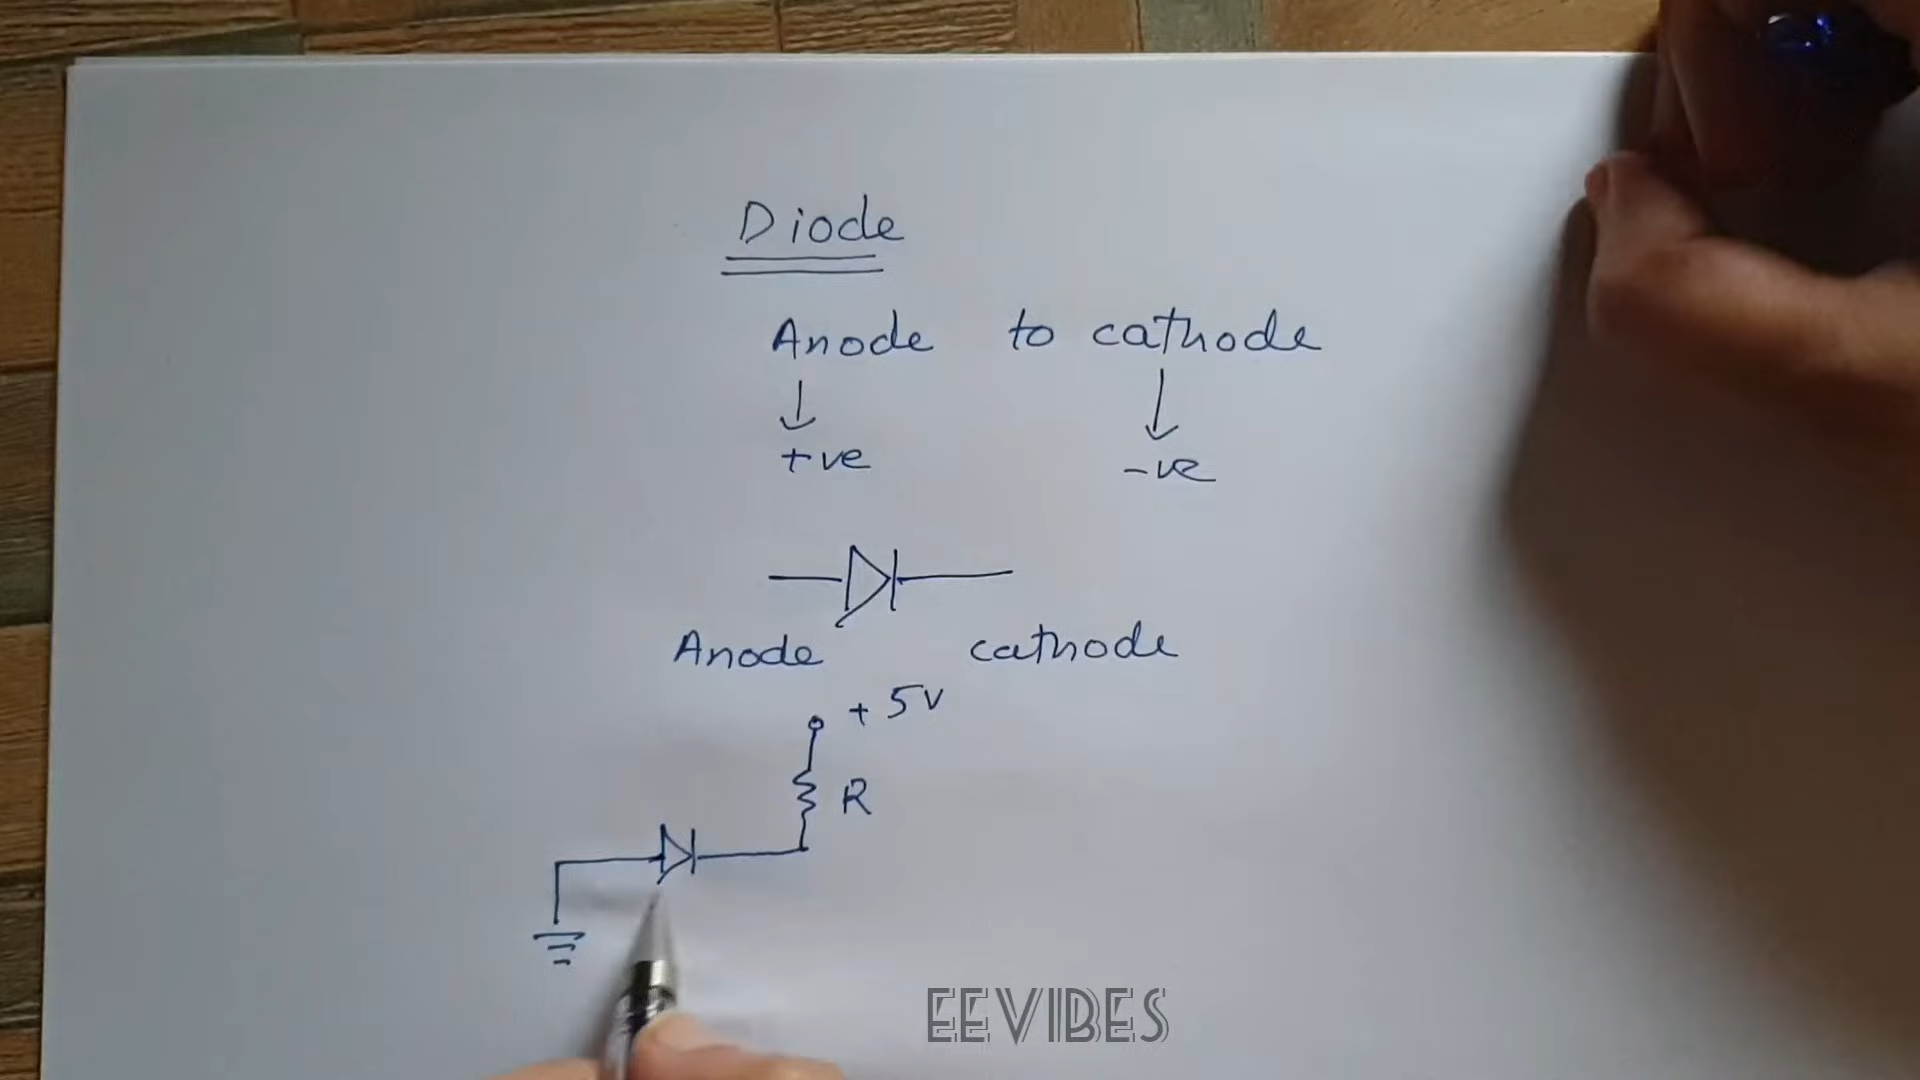 Diode
Anode to cathode
+ve -ve
Anode cathode
+ 5V
R
EEVIBES